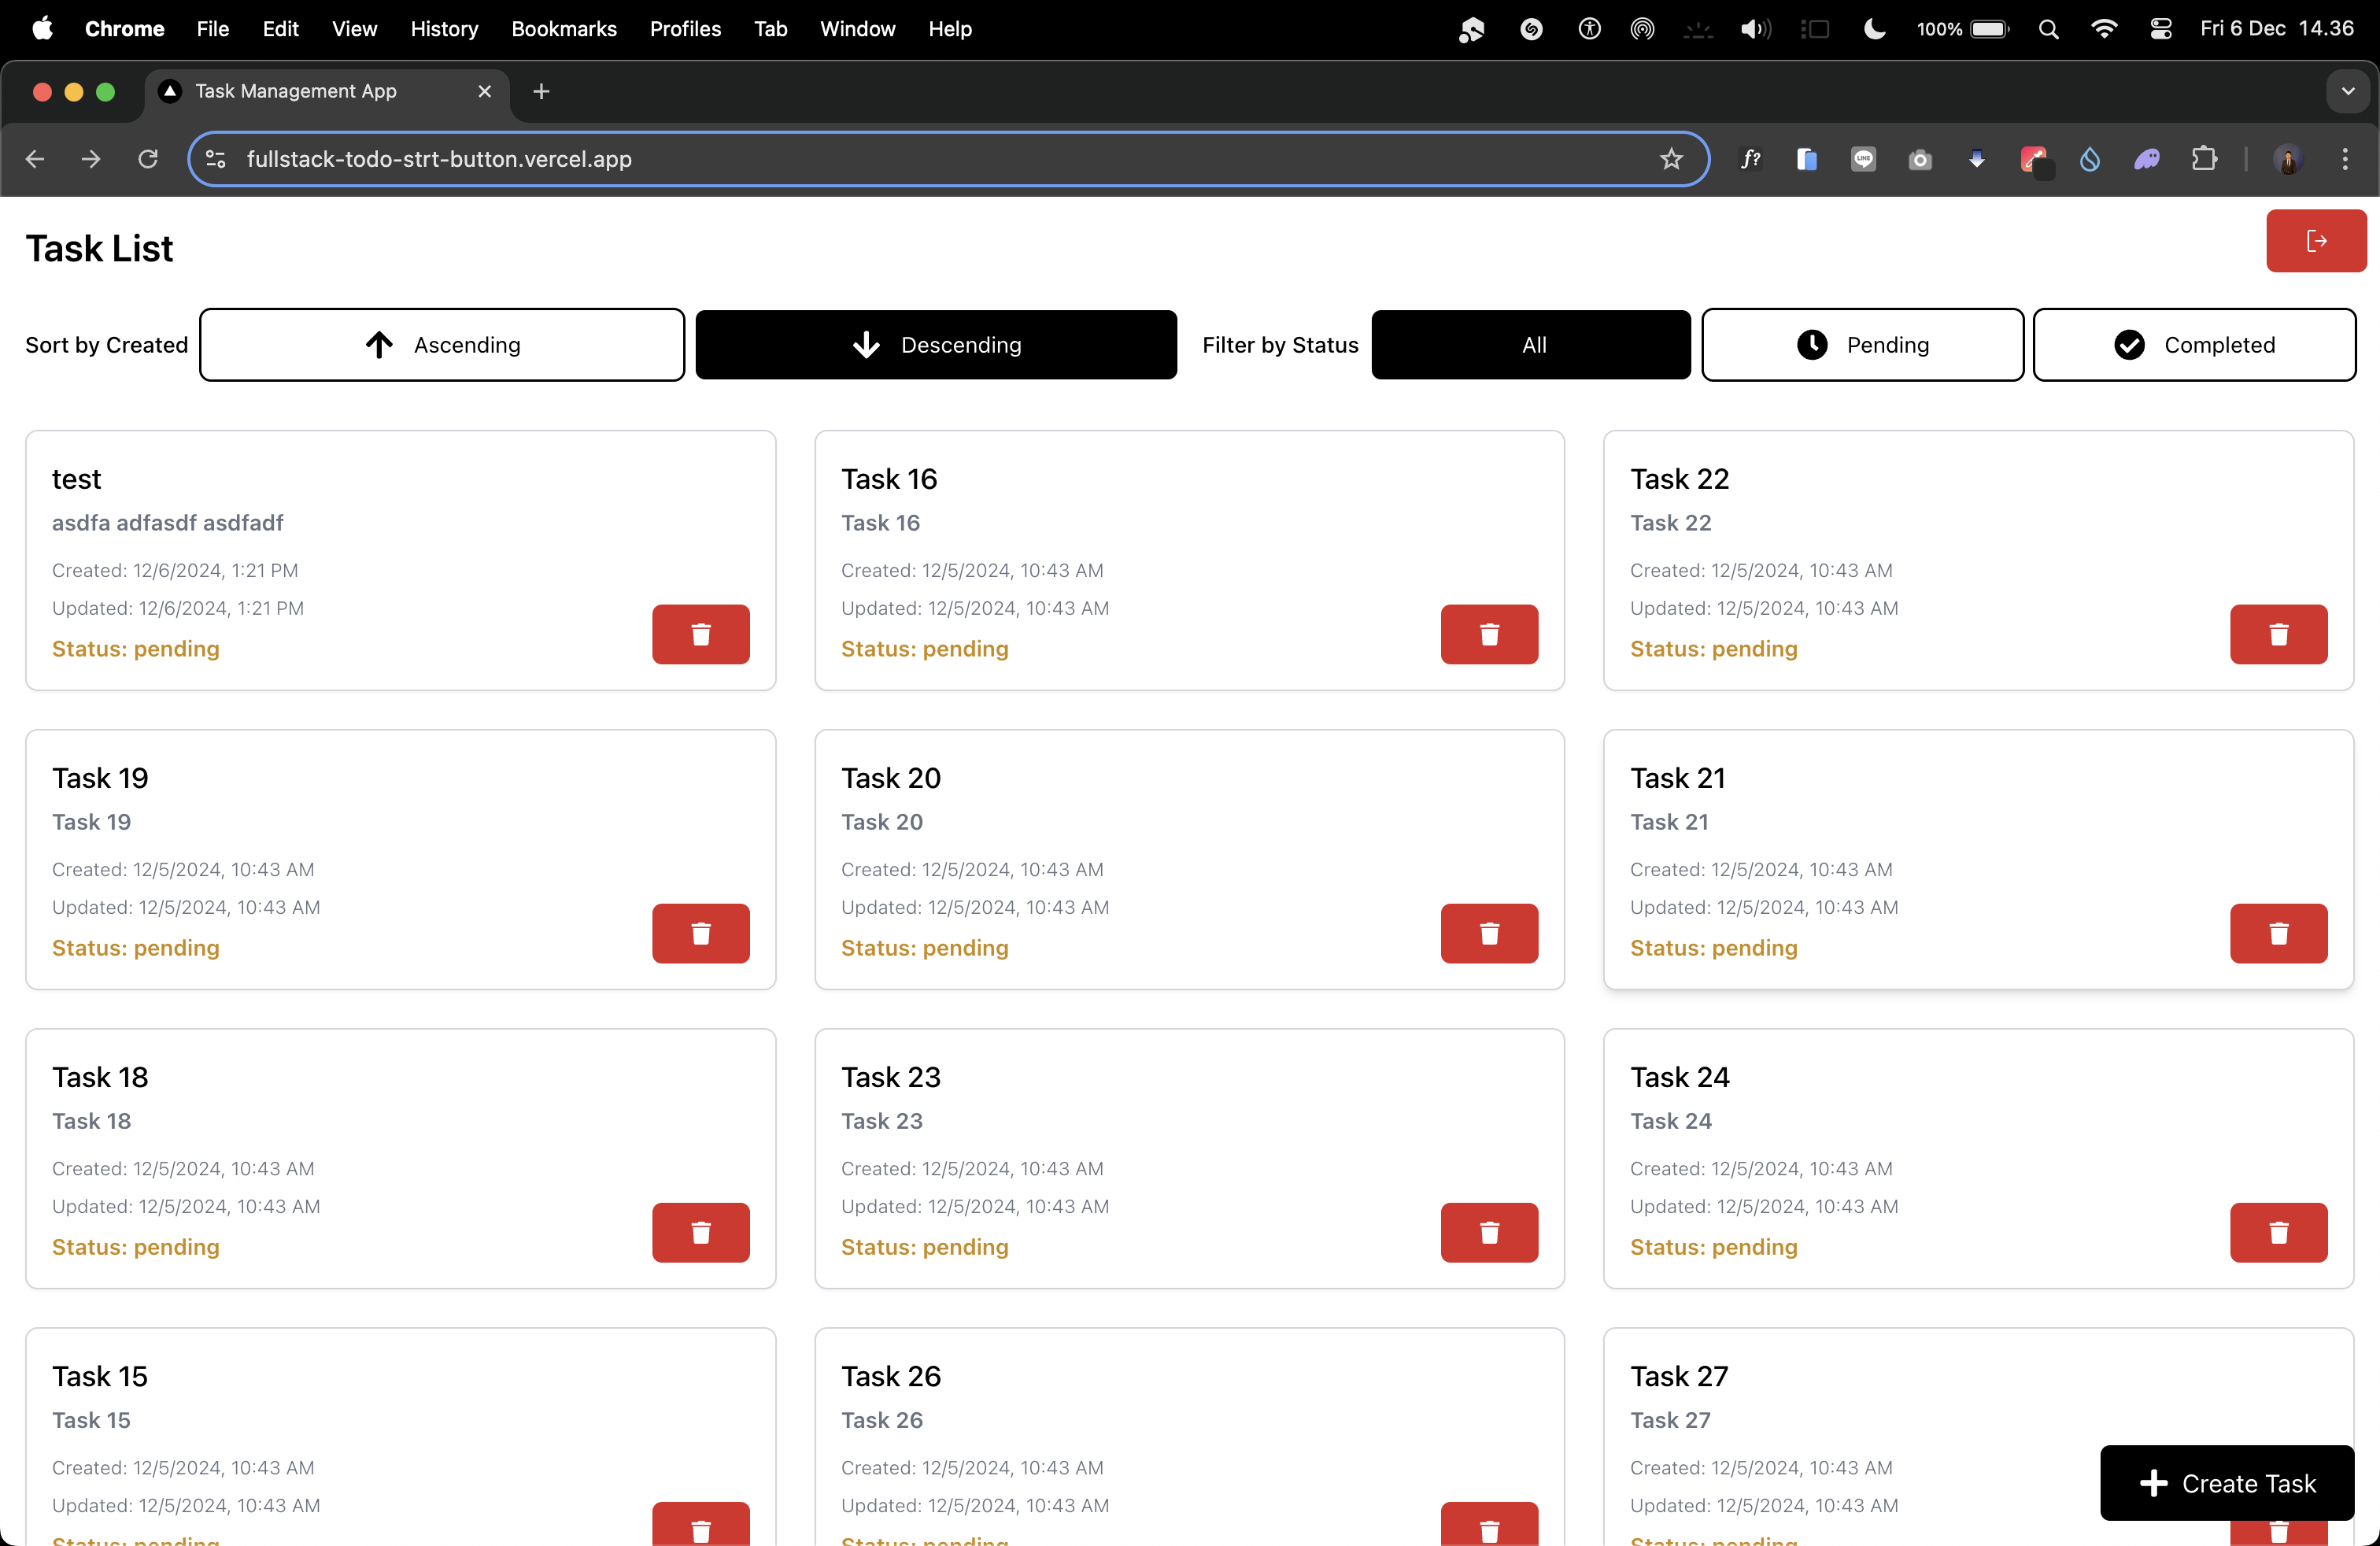 Chrome File Edit View History Bookmarks Profiles Tab Window Help 100% Fri 6 Dec 14.36
Task Management App
fullstack-todo-strt-button.vercel.app
f?
LINE
Task List
Sort by Created Ascending Descending Filter by Status All Pending Completed
test
asdfa adfasdf asdfadf
Created: 12/6/2024, 1:21 PM
Updated: 12/6/2024, 1:21 PM
Status: pending
Task 16
Task 16
Created: 12/5/2024, 10:43 AM
Updated: 12/5/2024, 10:43 AM
Status: pending
Task 22
Task 22
Created: 12/5/2024, 10:43 AM
Updated: 12/5/2024, 10:43 AM
Status: pending
Task 19
Task 19
Created: 12/5/2024, 10:43 AM
Updated: 12/5/2024, 10:43 AM
Status: pending
Task 20
Task 20
Created: 12/5/2024, 10:43 AM
Updated: 12/5/2024, 10:43 AM
Status: pending
Task 21
Task 21
Created: 12/5/2024, 10:43 AM
Updated: 12/5/2024, 10:43 AM
Status: pending
Task 18
Task 18
Created: 12/5/2024, 10:43 AM
Updated: 12/5/2024, 10:43 AM
Status: pending
Task 23
Task 23
Created: 12/5/2024, 10:43 AM
Updated: 12/5/2024, 10:43 AM
Status: pending
Task 24
Task 24
Created: 12/5/2024, 10:43 AM
Updated: 12/5/2024, 10:43 AM
Status: pending
Task 15
Task 15
Created: 12/5/2024, 10:43 AM
Updated: 12/5/2024, 10:43 AM
Status: pending
Task 26
Task 26
Created: 12/5/2024, 10:43 AM
Updated: 12/5/2024, 10:43 AM
Status: pending
Task 27
Task 27
Created: 12/5/2024, 10:43 AM
Updated: 12/5/2024, 10:43 AM
Status: pending
Create Task